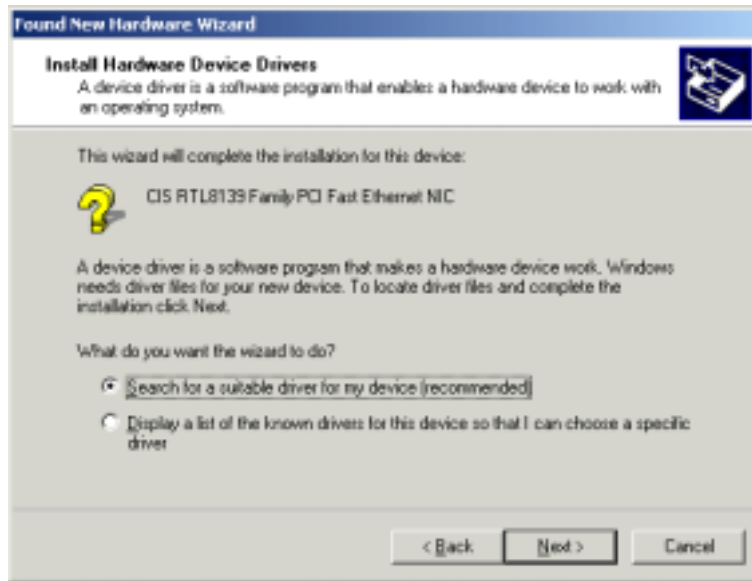 Found New Hardware Wizard
Install Hardware Device Drivers
A device driver is a software program that enables a hardware device to work with
an operating system.
This wizard will complete the installation for this device:
CIS RTL8139 Family PCI Fast Ethernet NIC
A device driver is a software program that makes a hardware device work. Windows
needs driver files for your new device. To locate driver files and complete the
installation click Next.
What do you want the wizard to do?
Search for a suitable driver for my device (recommended)
Display a list of the known drivers for this device so that I can choose a specific
driver
< Back Next > Cancel